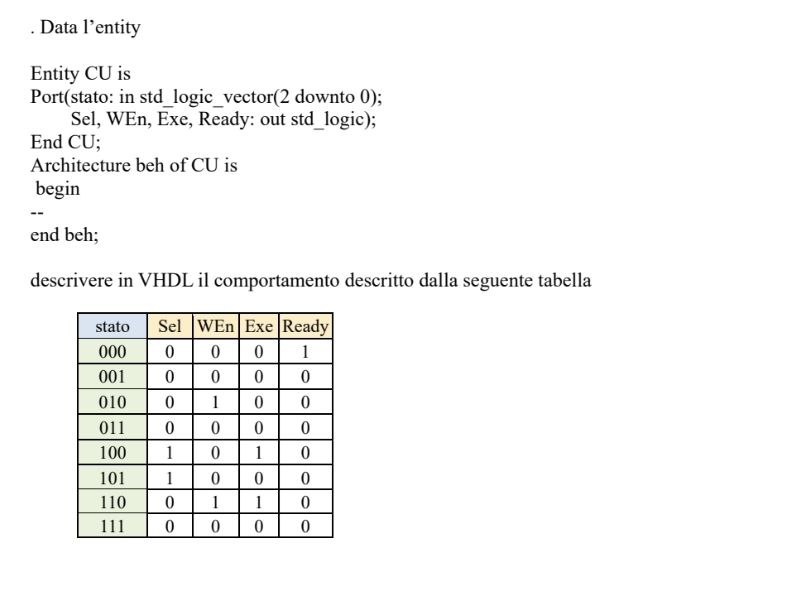 . Data l’entity
Entity CU is
Port(stato: in std_logic_vector(2 downto 0);
Sel, WEn, Exe, Ready: out std_logic);
End CU;
Architecture beh of CU is
begin
--
end beh;
descrivere in VHDL il comportamento descritto dalla seguente tabella
stato Sel WEn Exe Ready
000 0 0 0 1
001 0 0 0 0
010 0 1 0 0
011 0 0 0 0
100 1 0 1 0
101 1 0 0 0
110 0 1 1 0
111 0 0 0 0